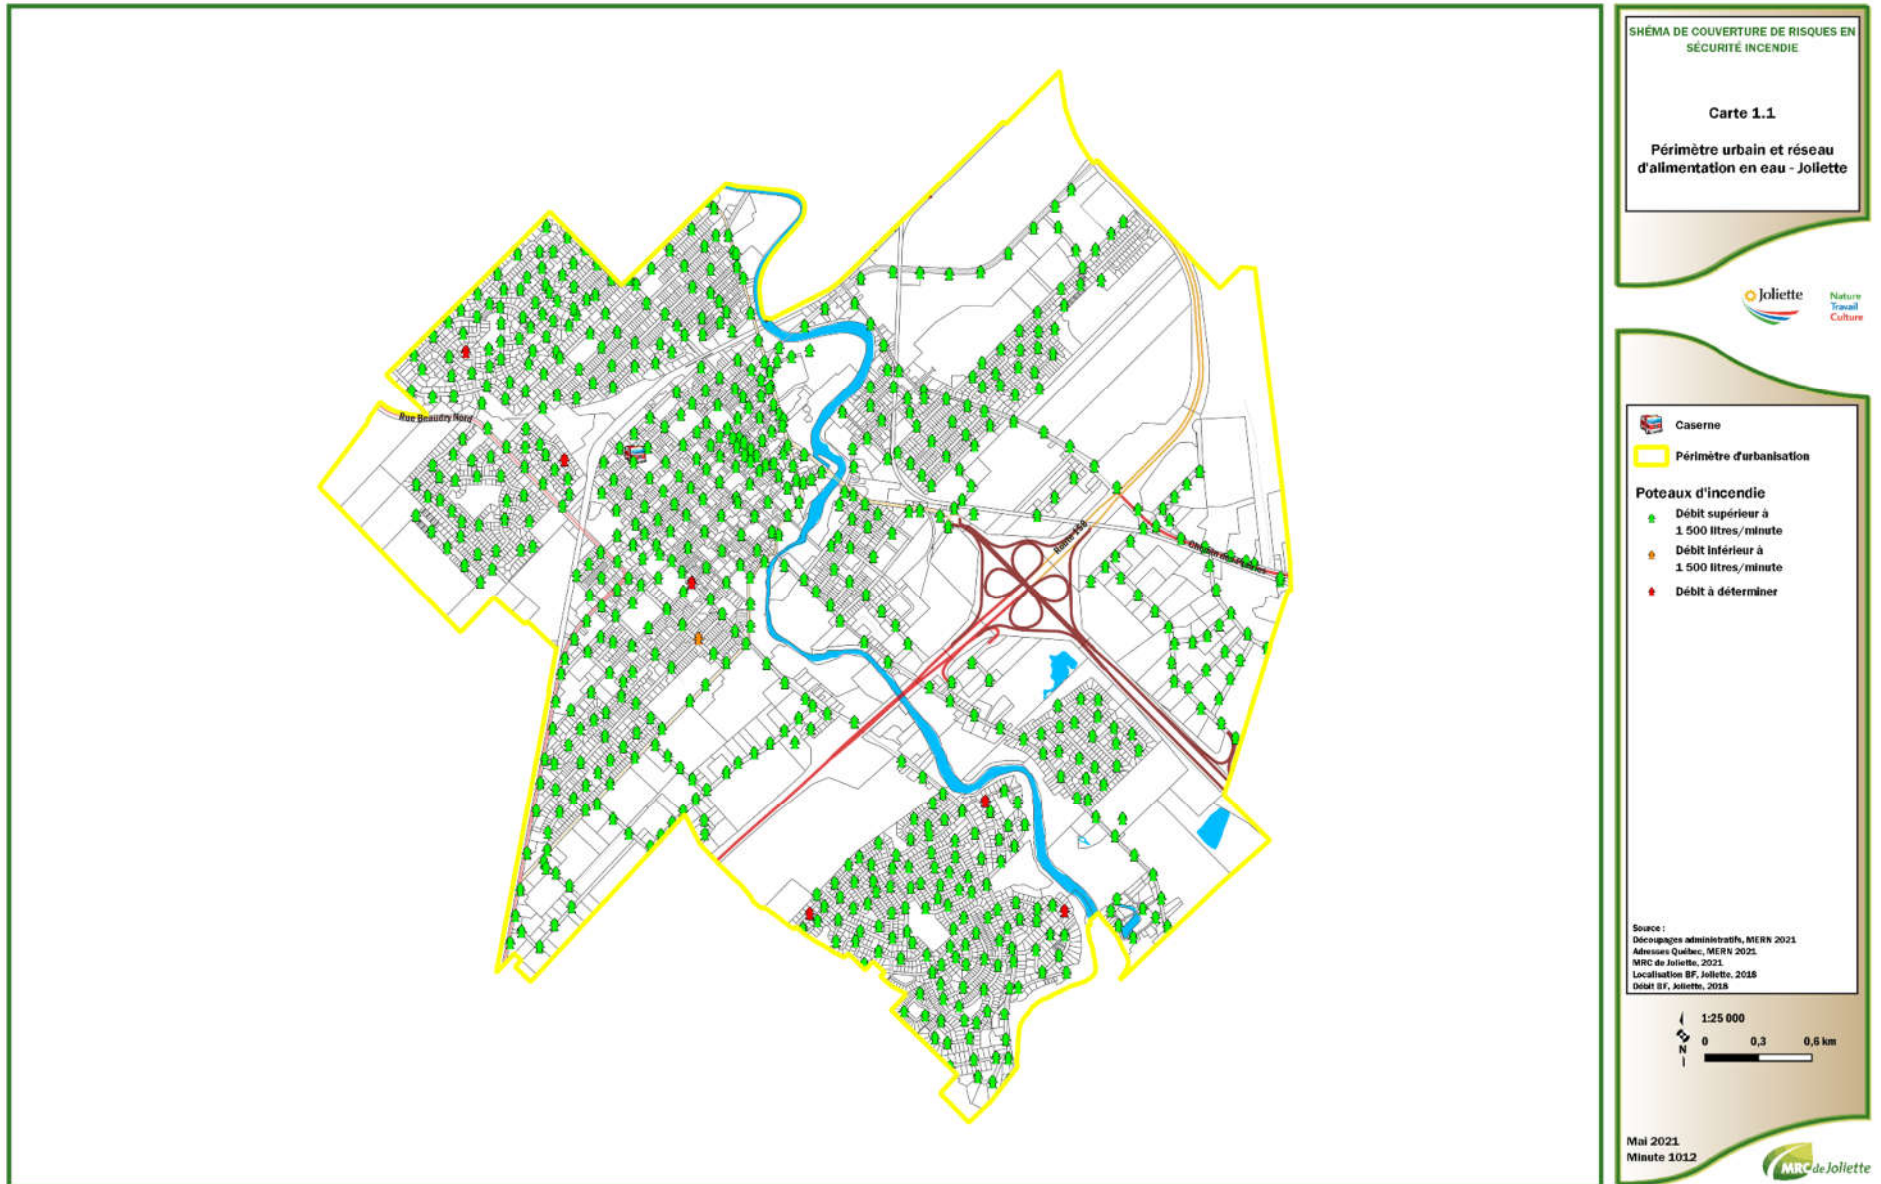 SHÉMA DE COUVERTURE DE RISQUES EN
SÉCURITÉ INCENDIE
Carte 1.1
Périmètre urbain et réseau
d'alimentation en eau - Joliette
Joliette
Nature
Travail
Culture
Rue Beaudry Nord
Route 158
Chemin des Prairies
Caserne
Périmètre d'urbanisation
Poteaux d'incendie
Débit supérieur à
1 500 litres/minute
Débit inférieur à
1 500 litres/minute
Débit à déterminer
Source :
Découpages administratifs, MERN 2021
Adresses Québec, MERN 2021
MRC de Joliette, 2021
Localisation BF, Joliette, 2018
Débit BF, Joliette, 2018
1:25 000
N
0 0,3 0,6 km
Mai 2021
Minute 1012
MRC de Joliette